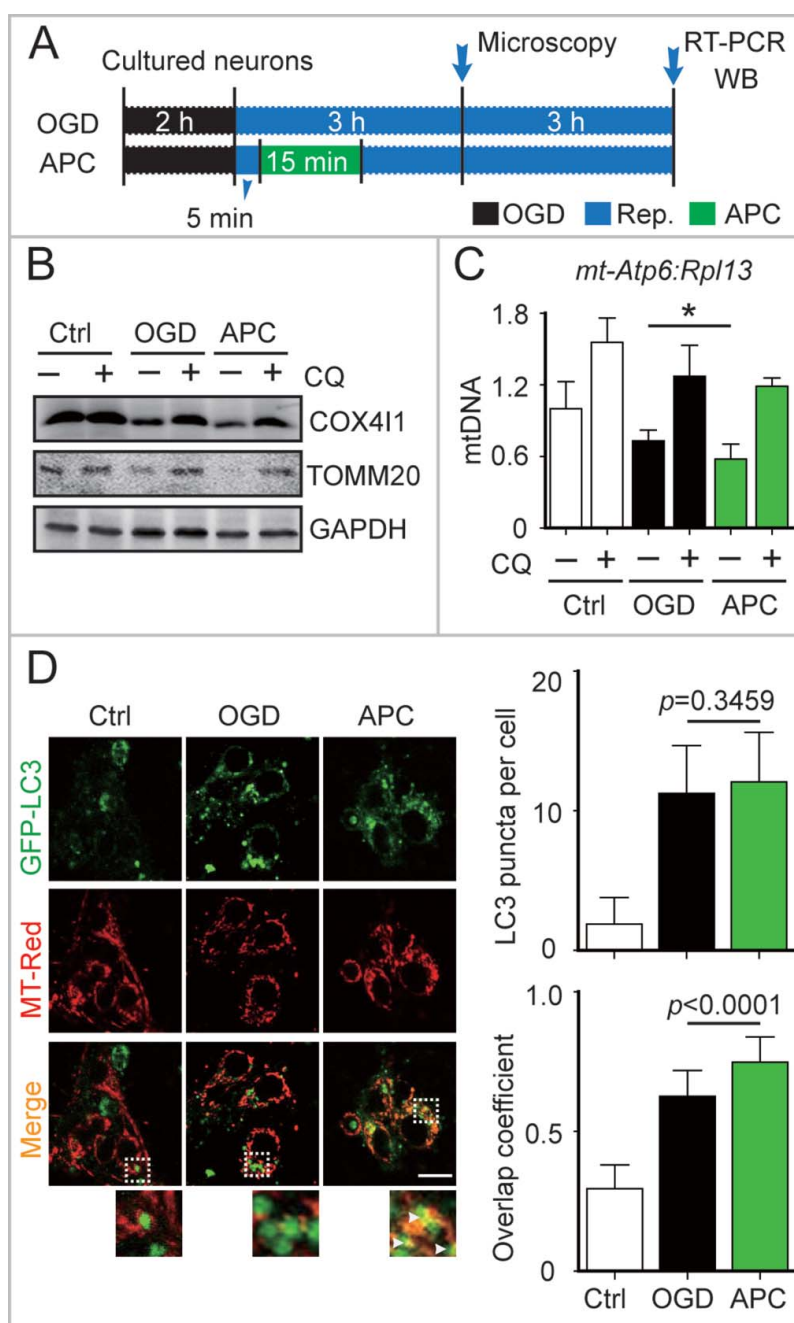 A
Cultured neurons
Microscopy
RT-PCR
WB
OGD
2 h
3 h
3 h
APC
15 min
5 min
OGD
Rep.
APC
B
Ctrl
OGD
APC
– + – + – +
CQ
COX4I1
TOMM20
GAPDH
C
mt-Atp6:Rpl13
*
mtDNA
1.8
1.2
0.6
0
CQ – + – + – +
Ctrl
OGD
APC
D
Ctrl
OGD
APC
GFP-LC3
MT-Red
Merge
LC3 puncta per cell
20
10
0
p=0.3459
Overlap coefficient
1.0
0.5
0
p<0.0001
Ctrl
OGD
APC